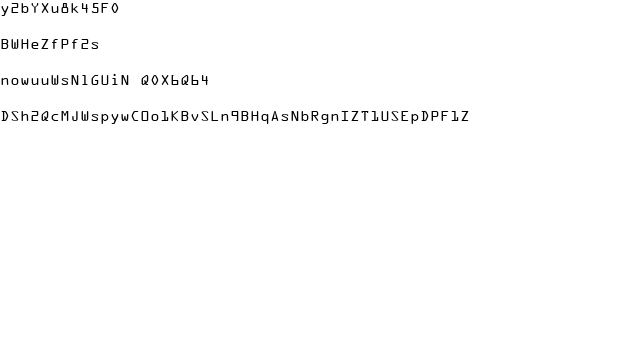 y2bYXu8k45F0
BWHeZfPf2s
nowuuWsN1GUiN Q0X6Q64
DSh2QcMJWspywCOo1KBvSLn9BHqAsNbRgnIZT1USEpDPF1Z